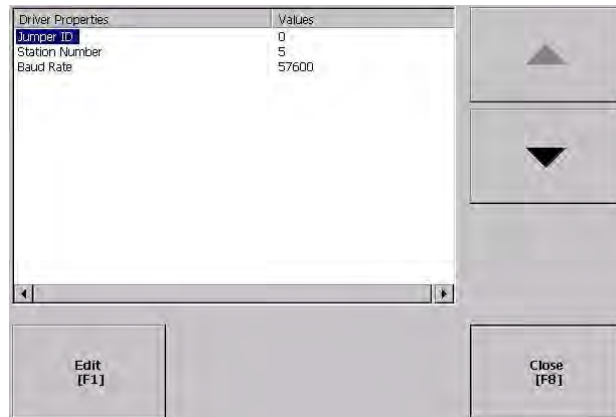 Driver Properties Values
Jumper ID 0
Station Number 5
Baud Rate 57600
Edit
[F1]
Close
[F8]